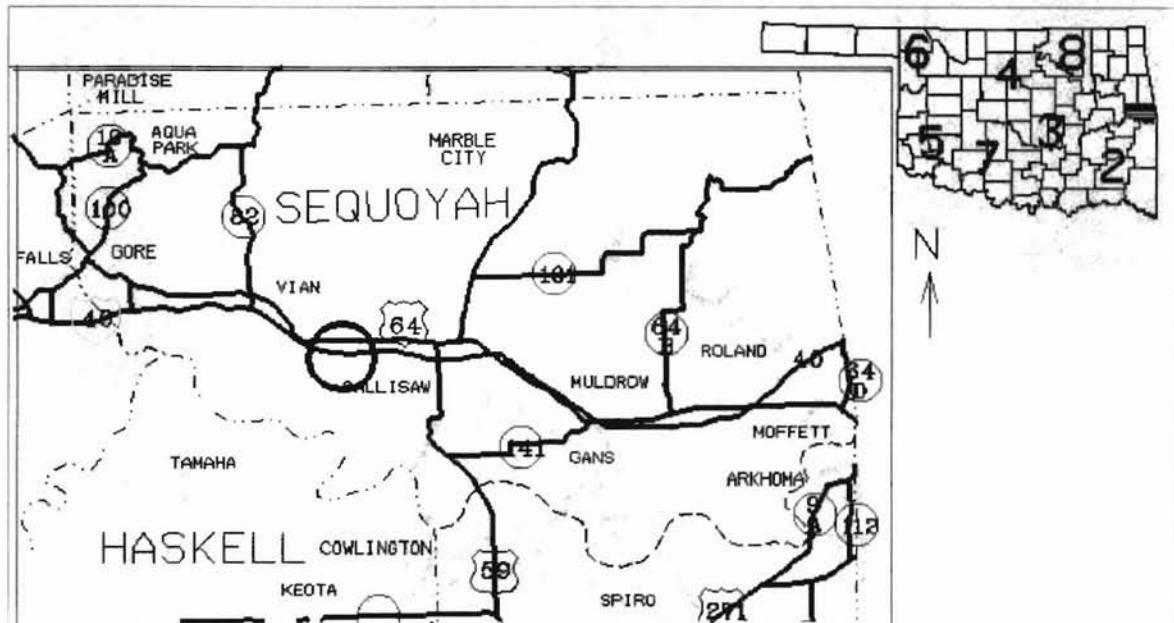 PARADISE
HILL
10
A
AQUA
PARK
MARBLE
CITY
100
82
SEQUOYAH
FALLS
GORE
VIAN
101
40
64
64
B
ROLAND
40
64
D
SALLISAW
MULDROW
MOFFETT
TAMAHA
141
GANS
ARKHOMA
9
A
112
HASKELL
COWLINGTON
59
KEOTA
SPIRO
271
6
8
4
3
5
7
2
N